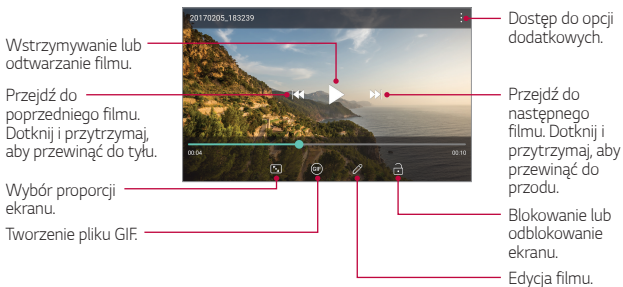 20170205_183239
Wstrzymywanie lub
odtwarzanie filmu.
Przejdź do
poprzedniego filmu.
Dotknij i przytrzymaj,
aby przewinąć do tyłu.
Wybór proporcji
ekranu.
Tworzenie pliku GIF.
00:04
00:10
GIF
Dostęp do opcji
dodatkowych.
Przejdź do
następnego
filmu. Dotknij i
przytrzymaj, aby
przewinąć do
przodu.
Blokowanie lub
odblokowanie
ekranu.
Edycja filmu.